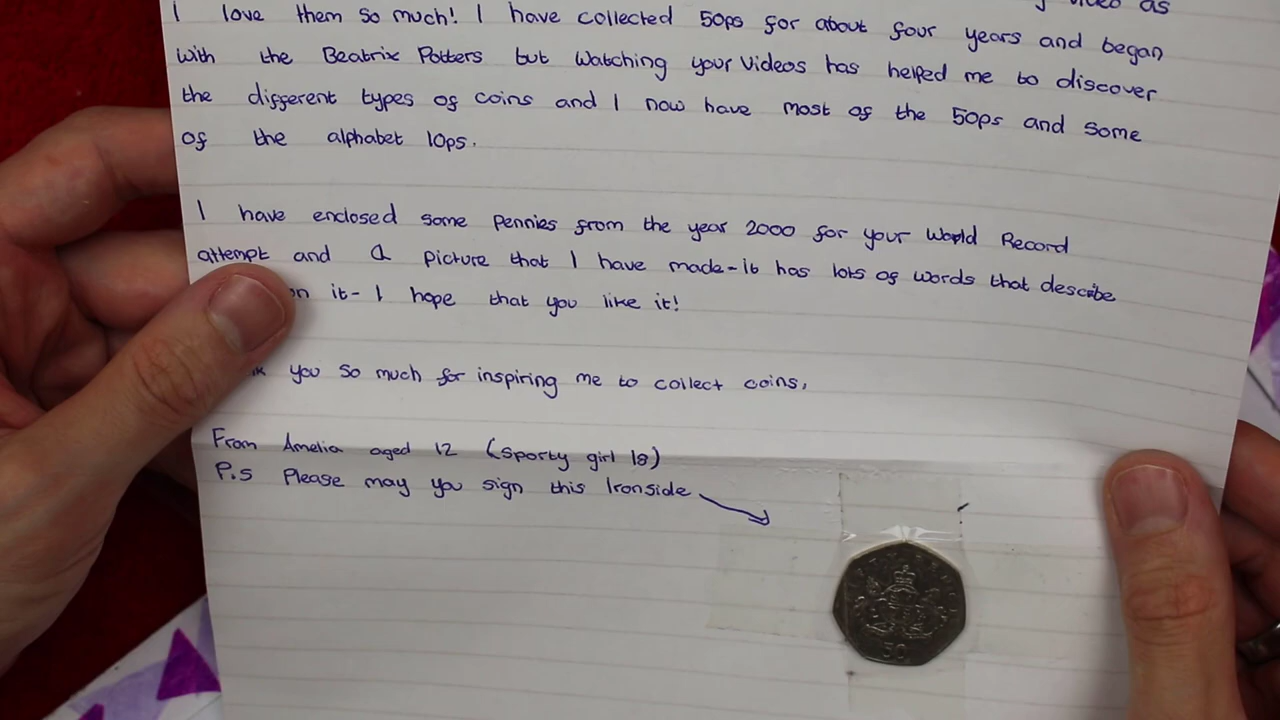 video as
I love them so much! I have collected 50ps for about four years and began
with the Beatrix Potters but watching your videos has helped me to discover
the different types of coins and I now have most of the 50ps and some
of the alphabet 10ps.
I have enclosed some pennies from the year 2000 for your World Record
attempt and a picture that I have made-it has lots of words that describe
on it- I hope that you like it!
you so much for inspiring me to collect coins,
From Amelia aged 12 (sporty girl 18)
P.S Please may you sign this Ironside
50